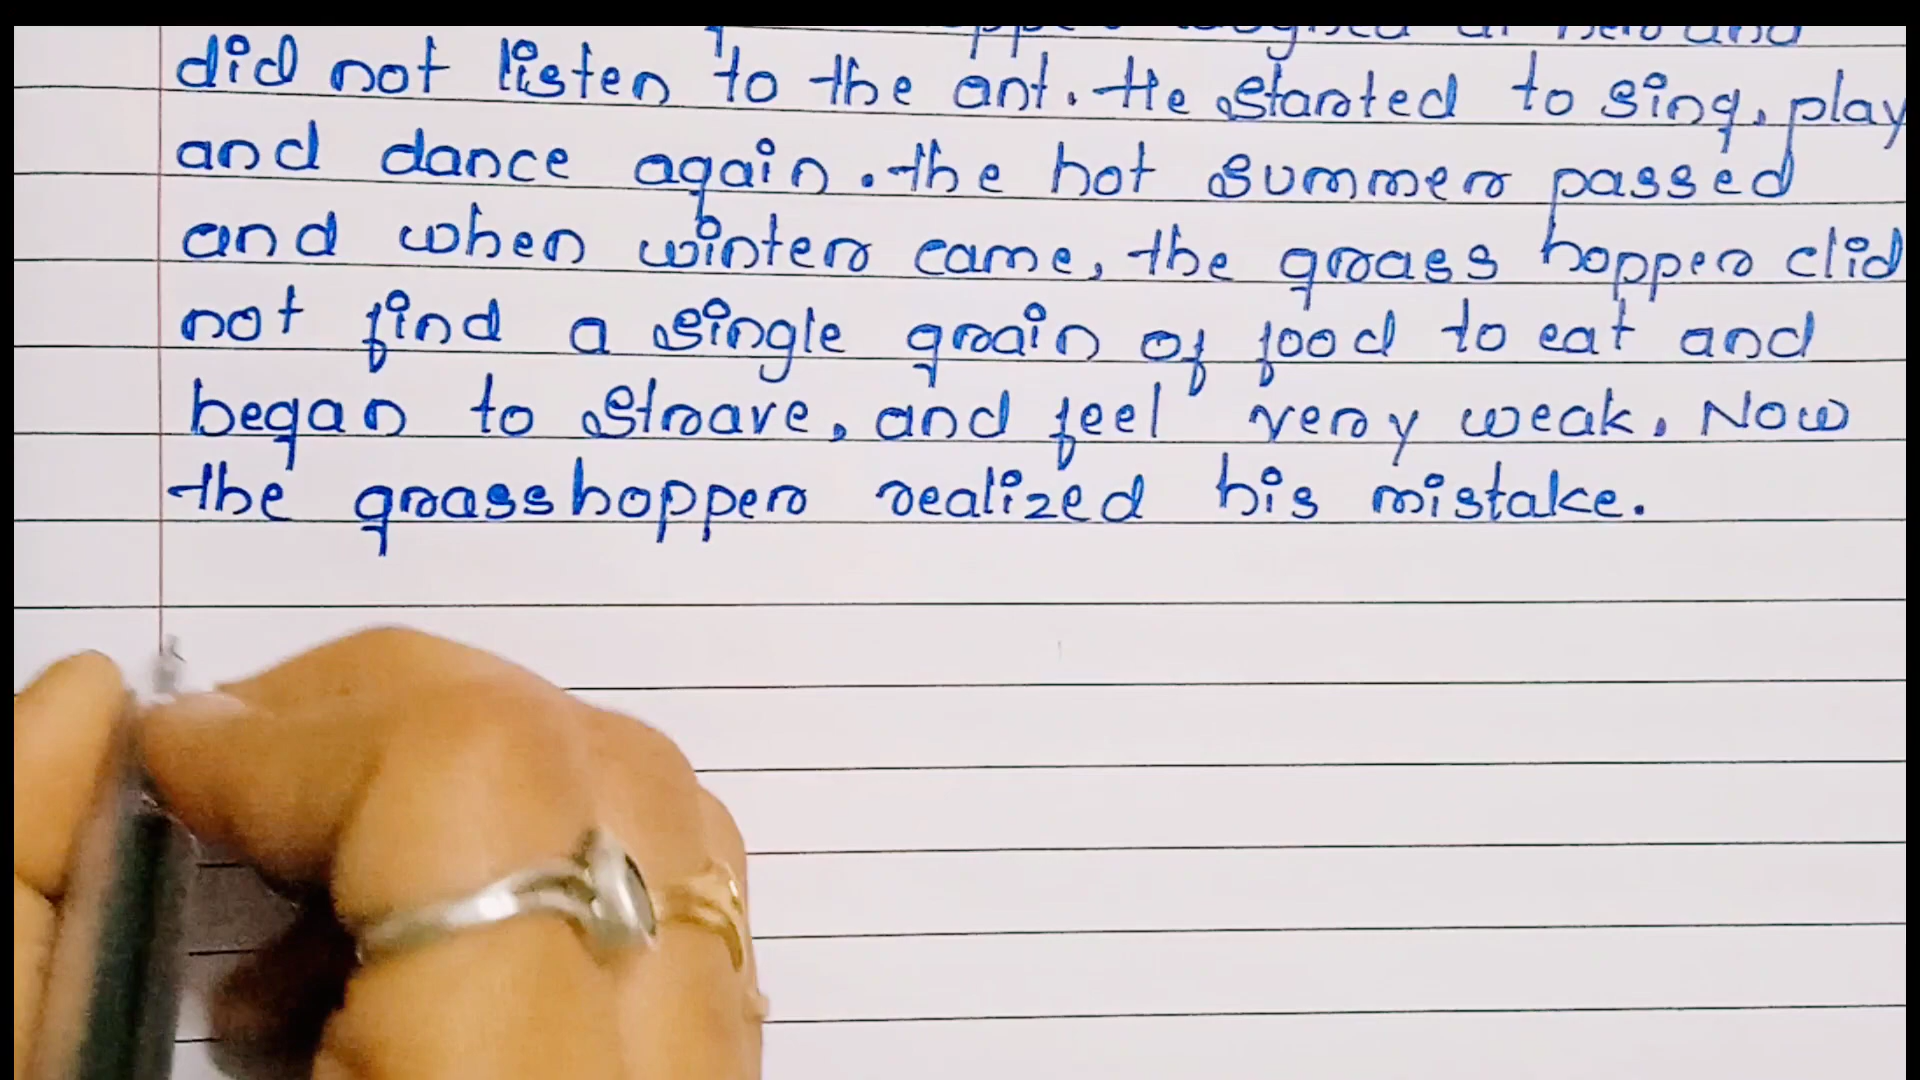 did not listen to the ant. He started to sing, play
and dance again. the hot summer passed
and when winter came, the grass hopper did
not find a single grain of food to eat and
began to strave, and feel very weak. Now
the grasshopper realized his mistake.